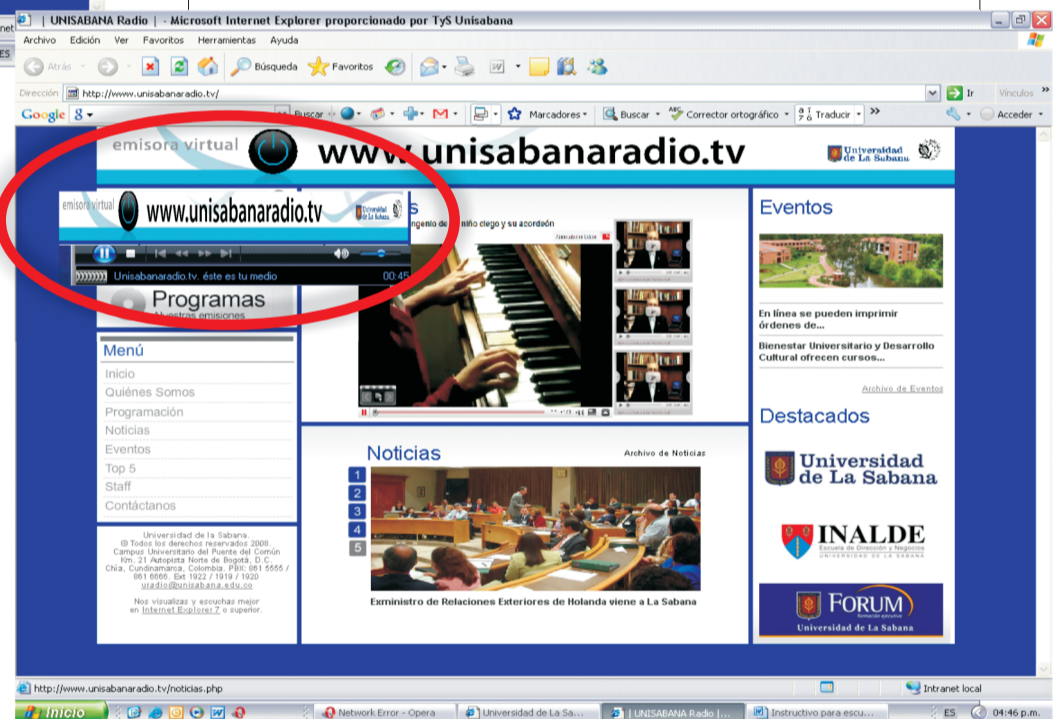 | UNISABANA Radio | - Microsoft Internet Explorer proporcionado por TyS Unisabana
Archivo Edición Ver Favoritos Herramientas Ayuda
Atrás Búsqueda Favoritos
Dirección http://www.unisabanaradio.tv/ Ir Vínculos
Google Buscar Marcadores Buscar Corrector ortográfico Traducir Acceder
net
ES
emisora virtual www.unisabanaradio.tv Universidad de La Sabana
emisora virtual www.unisabanaradio.tv Universidad de La Sabana
Unisabanaradio.tv. éste es tu medio 00:45
Programas
Nuestras emisiones
Menú
Inicio
Quiénes Somos
Programación
Noticias
Eventos
Top 5
Staff
Contáctanos
Universidad de la Sabana.
® Todos los derechos reservados 2008.
Campus Universitario del Puente del Común
Km. 21 Autopista Norte de Bogotá, D.C.
Chía, Cundinamarca, Colombia. PBX: 861 5555 /
861 6666. Ext 1922 / 1919 / 1920
uradio@unisabana.edu.co
Nos visualizas y escuchas mejor
en Internet Explorer 7 o superior.
niño ciego y su acordeón
Noticias
Archivo de Noticias
1
2
3
4
5
Exministro de Relaciones Exteriores de Holanda viene a La Sabana
Eventos
En línea se pueden imprimir
órdenes de...
Bienestar Universitario y Desarrollo
Cultural ofrecen cursos...
Archivo de Eventos
Destacados
Universidad
de La Sabana
INALDE
Escuela de Dirección y Negocios
UNIVERSIDAD DE LA SABANA
FORUM
formación ejecutiva
Universidad de La Sabana
http://www.unisabanaradio.tv/noticias.php Intranet local
Inicio Network Error - Opera Universidad de La Sa... | UNISABANA Radio |... Instructivo para escu... ES 04:46 p.m.